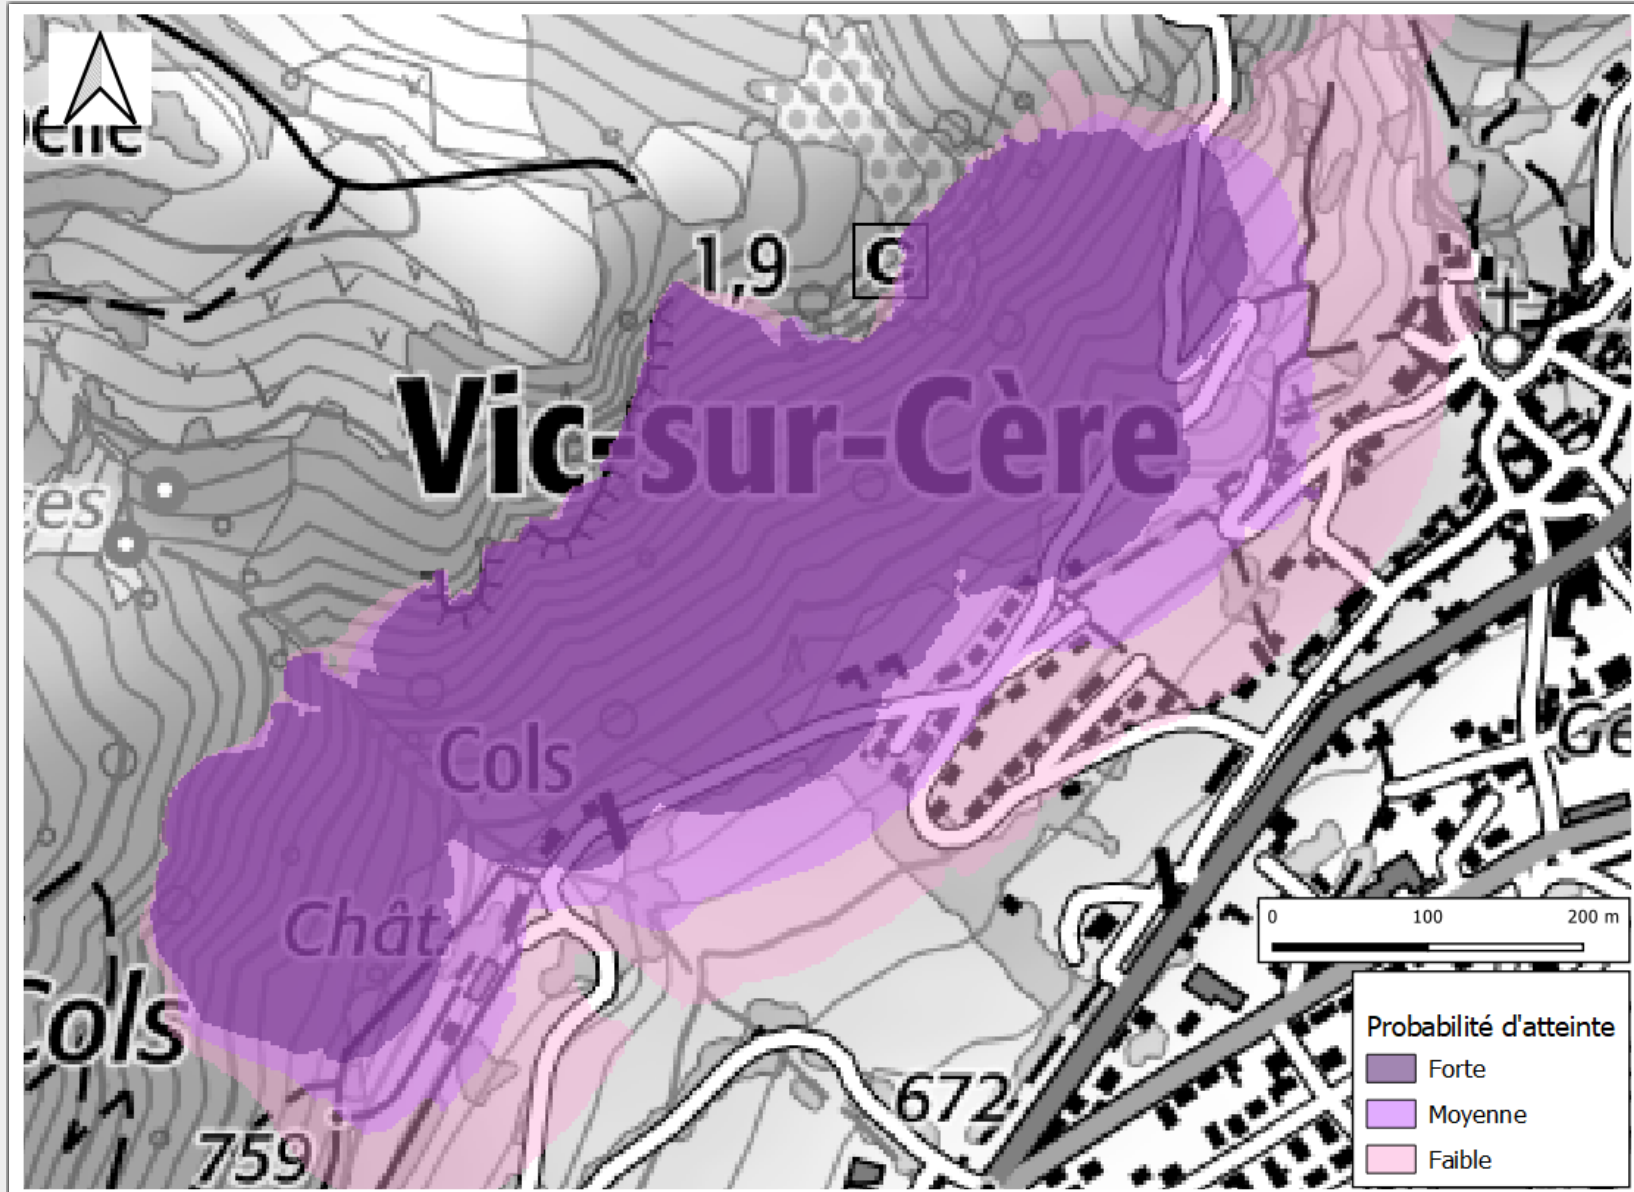 1,9
C
Vic-sur-Cère
Cols
Chât.
Cols
672
759
0 100 200 m
Probabilité d'atteinte
Forte
Moyenne
Faible